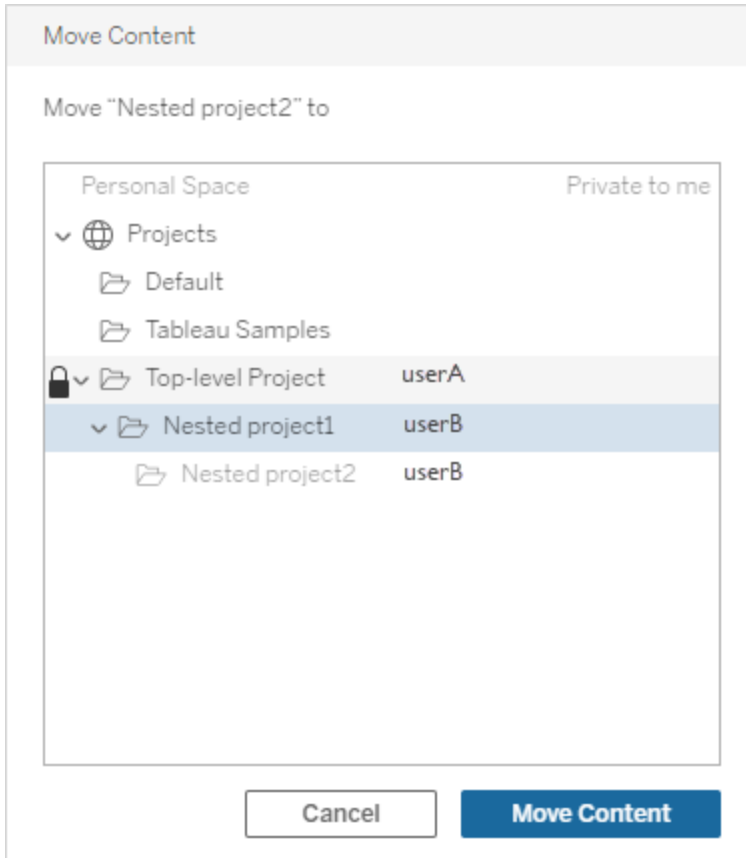 Move Content
Move "Nested project2" to
Personal Space Private to me
Projects
Default
Tableau Samples
Top-level Project userA
Nested project1 userB
Nested project2 userB
Cancel Move Content